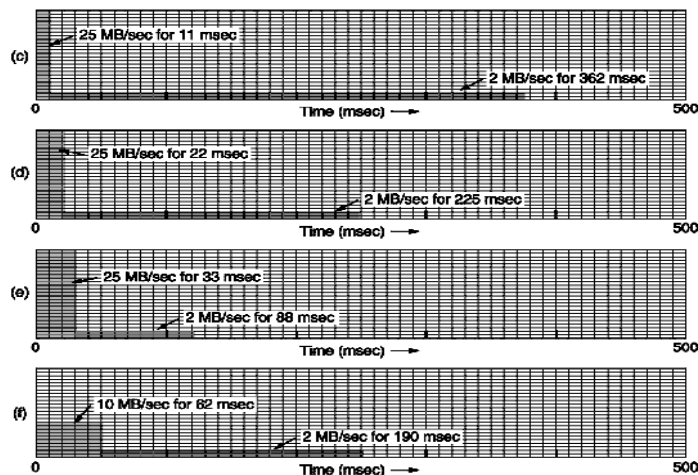 (c)
25 MB/sec for 11 msec
2 MB/sec for 362 msec
0
Time (msec)
500
(d)
25 MB/sec for 22 msec
2 MB/sec for 225 msec
0
Time (msec)
500
(e)
25 MB/sec for 33 msec
2 MB/sec for 88 msec
0
Time (msec)
500
(f)
10 MB/sec for 62 msec
2 MB/sec for 190 msec
0
Time (msec)
500